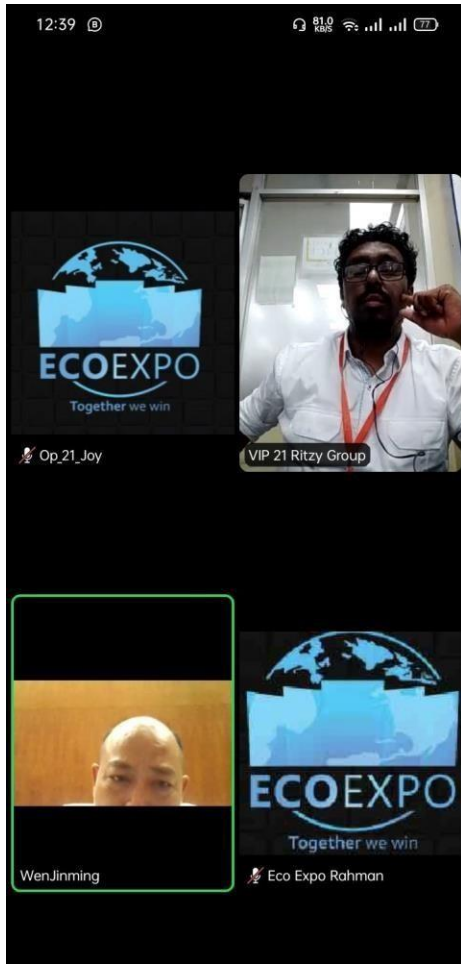 12:39
81.0
KB/S
77
ECOEXPO
Together we win
Op_21_Joy
VIP 21 Ritzy Group
WenJinming
ECOEXPO
Together we win
Eco Expo Rahman